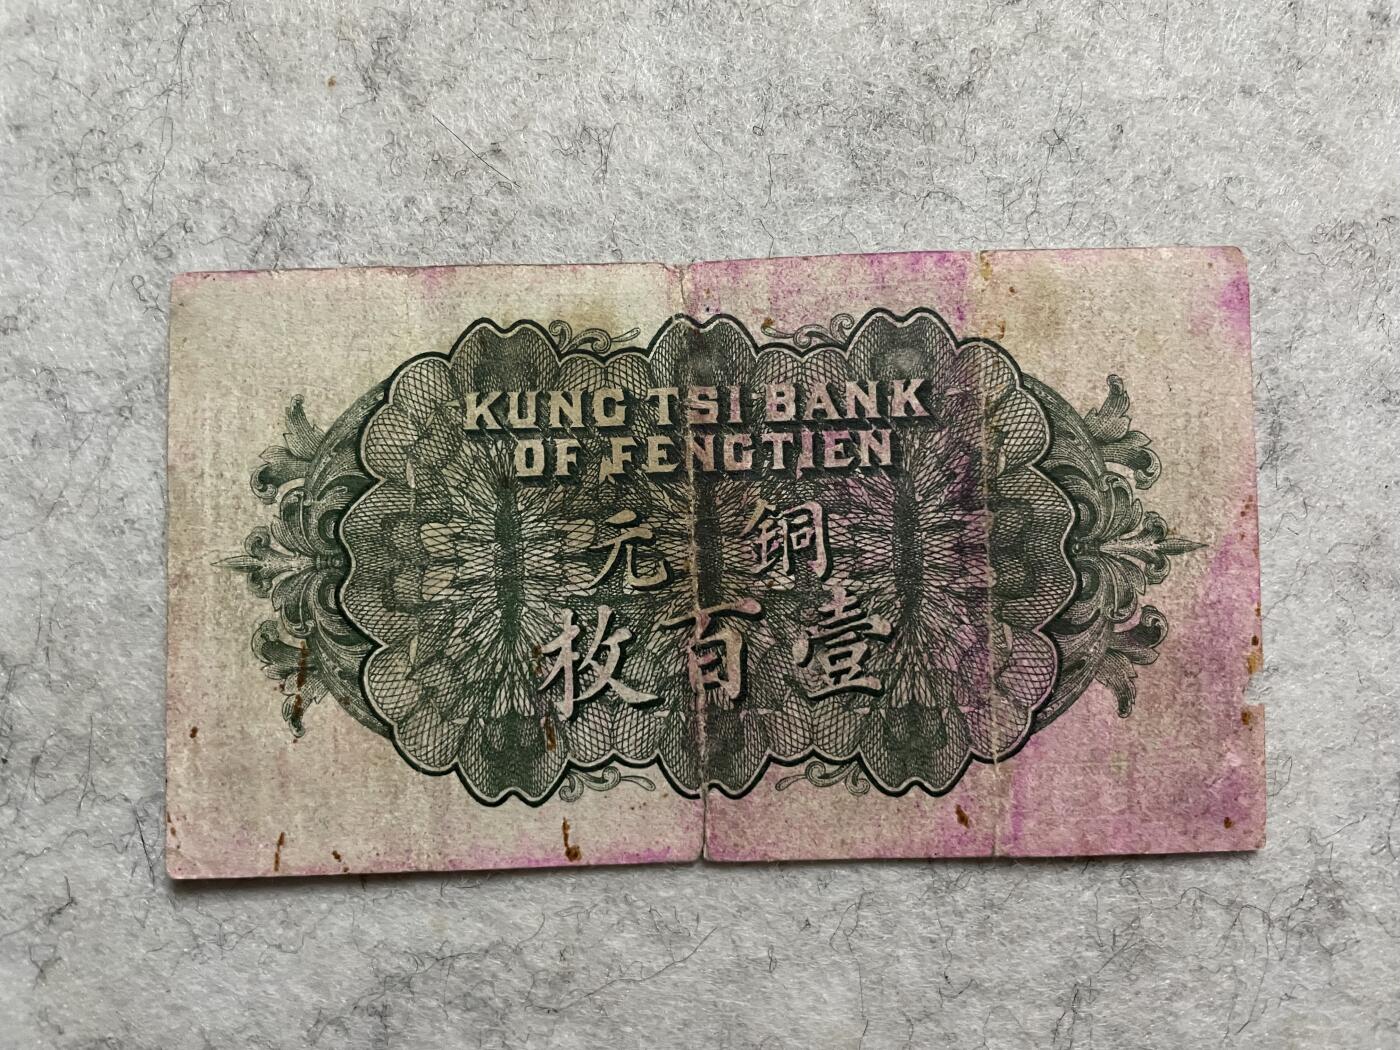 KUNG TSI BANK
OF FENGTIEN
銅元
壹百枚